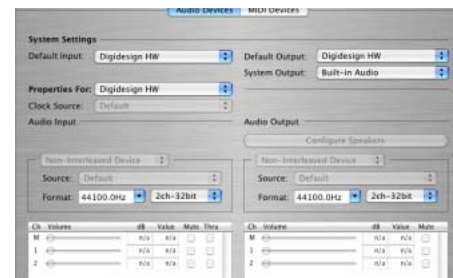 Audio Devices MIDI Devices
System Settings
Default Input: Digidesign HW Default Output: Digidesign HW
System Output: Built-in Audio
Properties For: Digidesign HW
Clock Source: Default
Audio Input Audio Output
Configure Speakers
Non-Interleaved Device Non-Interleaved Device
Source: Default Source: Default
Format: 44100.0Hz 2ch-32bit Format: 44100.0Hz 2ch-32bit
Ch Volume dB Value Mute Thru Ch Volume dB Value Mute
M n/a n/a M n/a n/a
1 n/a n/a 1 n/a n/a
2 n/a n/a 2 n/a n/a